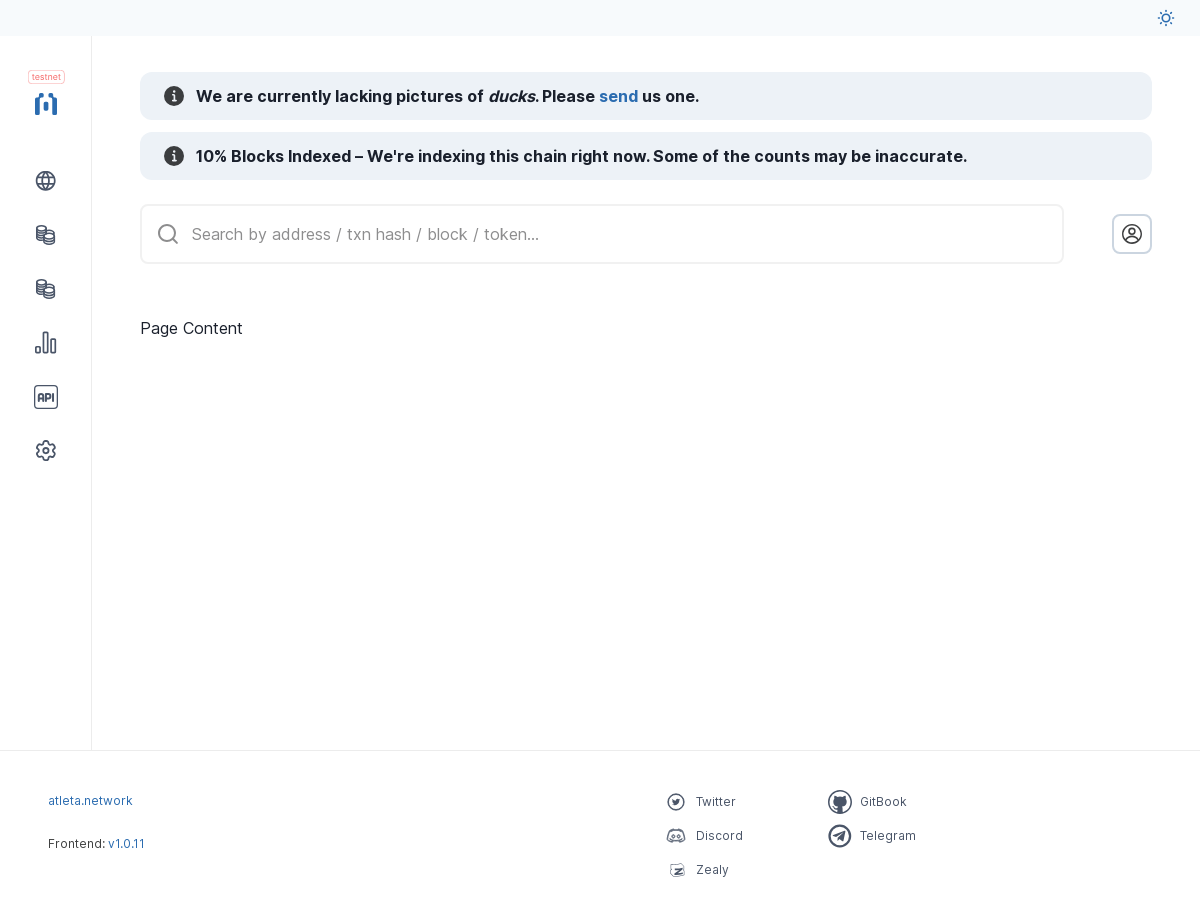 testnet
We are currently lacking pictures of ducks. Please send us one.
10% Blocks Indexed – We're indexing this chain right now. Some of the counts may be inaccurate.
Search by address / txn hash / block / token...
Page Content
API
atleta.network
Frontend: v1.0.11
Twitter
GitBook
Discord
Telegram
Zealy